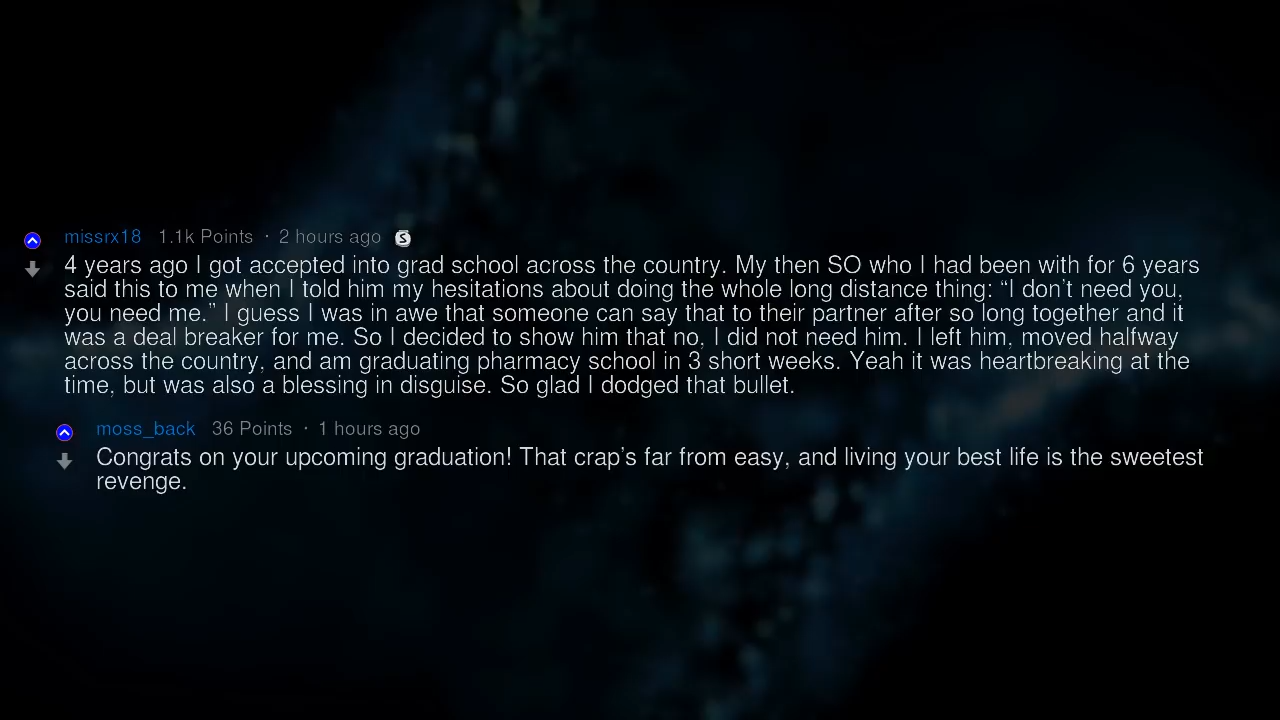 missrx18 1.1k Points · 2 hours ago S
4 years ago I got accepted into grad school across the country. My then SO who I had been with for 6 years
said this to me when I told him my hesitations about doing the whole long distance thing: “I don’t need you,
you need me.” I guess I was in awe that someone can say that to their partner after so long together and it
was a deal breaker for me. So I decided to show him that no, I did not need him. I left him, moved halfway
across the country, and am graduating pharmacy school in 3 short weeks. Yeah it was heartbreaking at the
time, but was also a blessing in disguise. So glad I dodged that bullet.
moss_back 36 Points · 1 hours ago
Congrats on your upcoming graduation! That crap’s far from easy, and living your best life is the sweetest
revenge.